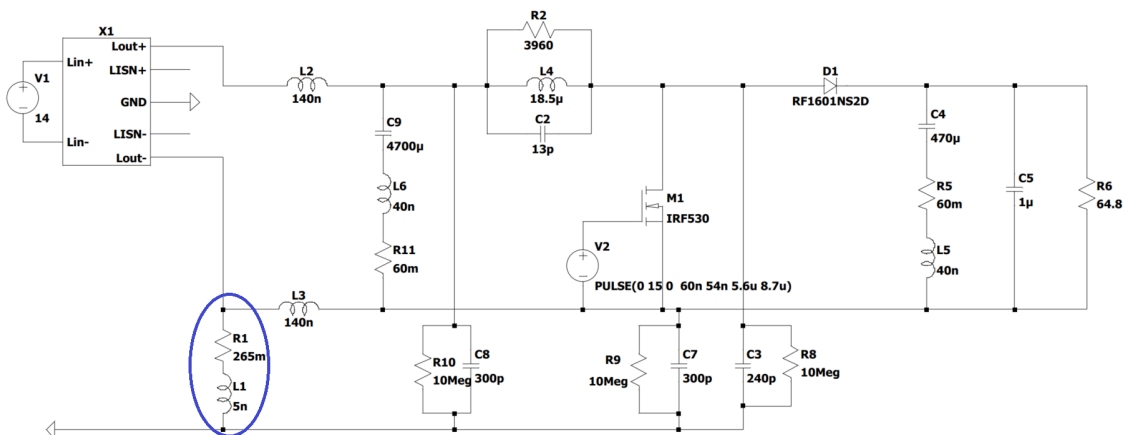 X1
Lout+
Lin+
LISN+
V1
GND
14
LISN-
Lin-
Lout-
L2
140n
R2
3960
L4
18.5µ
C2
13p
D1
RF1601NS2D
C9
4700µ
L6
40n
R11
60m
C4
470µ
R5
60m
L5
40n
C5
1µ
R6
64.8
M1
IRF530
V2
PULSE(0 15 0 60n 54n 5.6u 8.7u)
L3
140n
R1
265m
L1
5n
R10
10Meg
C8
300p
R9
10Meg
C7
300p
C3
240p
R8
10Meg